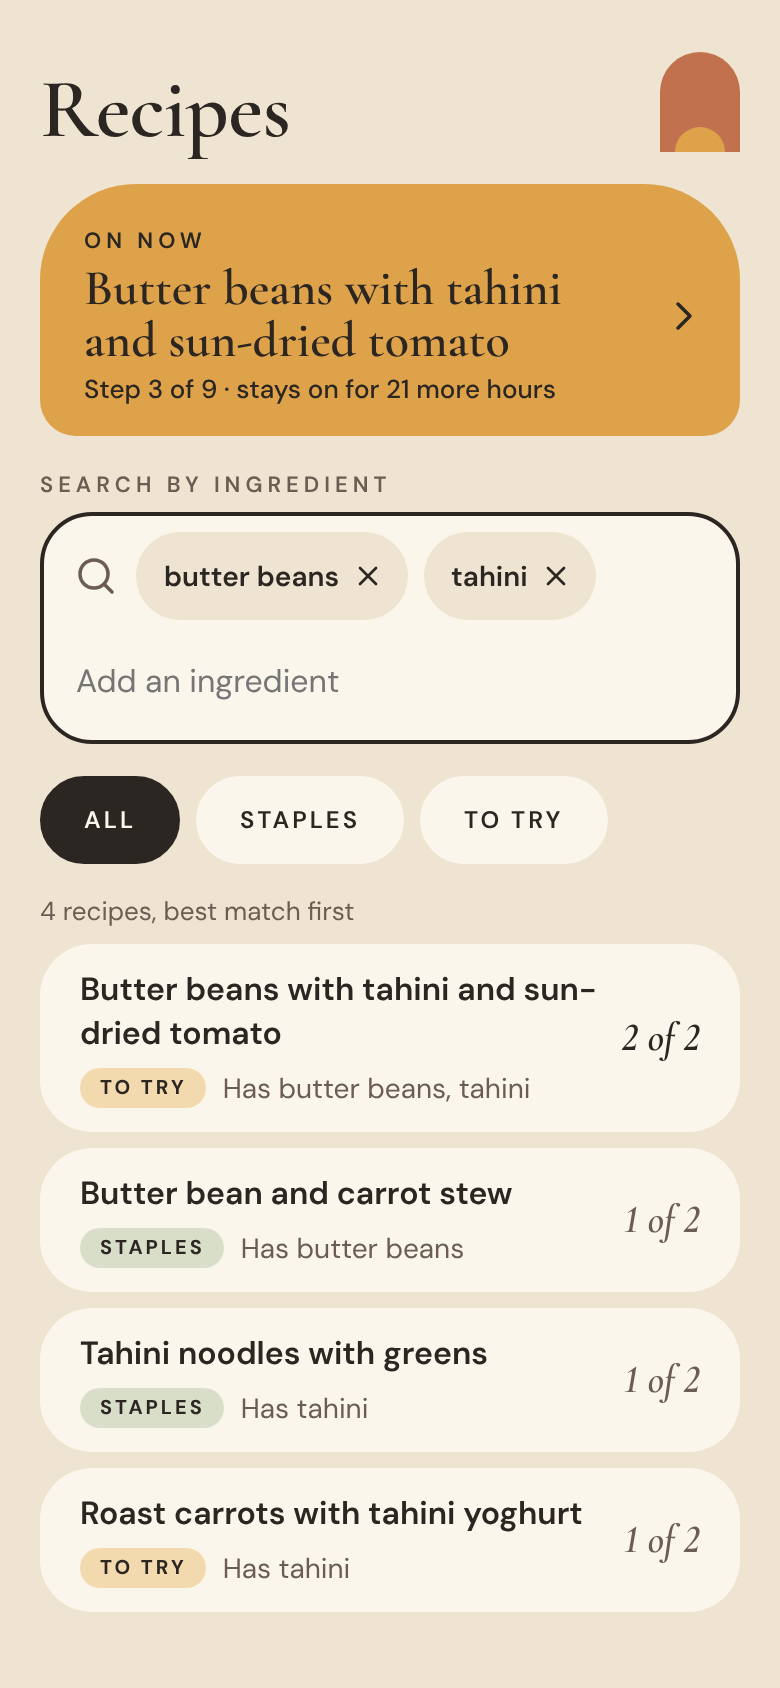 Recipes
ON NOW
Butter beans with tahini
and sun-dried tomato
Step 3 of 9 · stays on for 21 more hours
SEARCH BY INGREDIENT
butter beans
tahini
Add an ingredient
ALL
STAPLES
TO TRY
4 recipes, best match first
Butter beans with tahini and sun-
dried tomato
2 of 2
TO TRY
Has butter beans, tahini
Butter bean and carrot stew
1 of 2
STAPLES
Has butter beans
Tahini noodles with greens
1 of 2
STAPLES
Has tahini
Roast carrots with tahini yoghurt
1 of 2
TO TRY
Has tahini